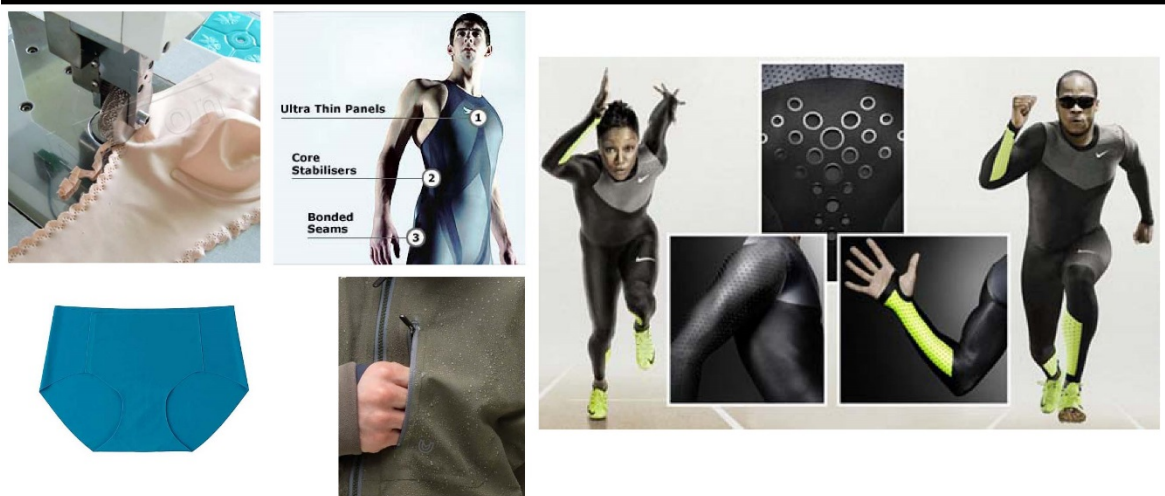 Ultra Thin Panels
1
Core
Stabilisers
2
Bonded
Seams
3